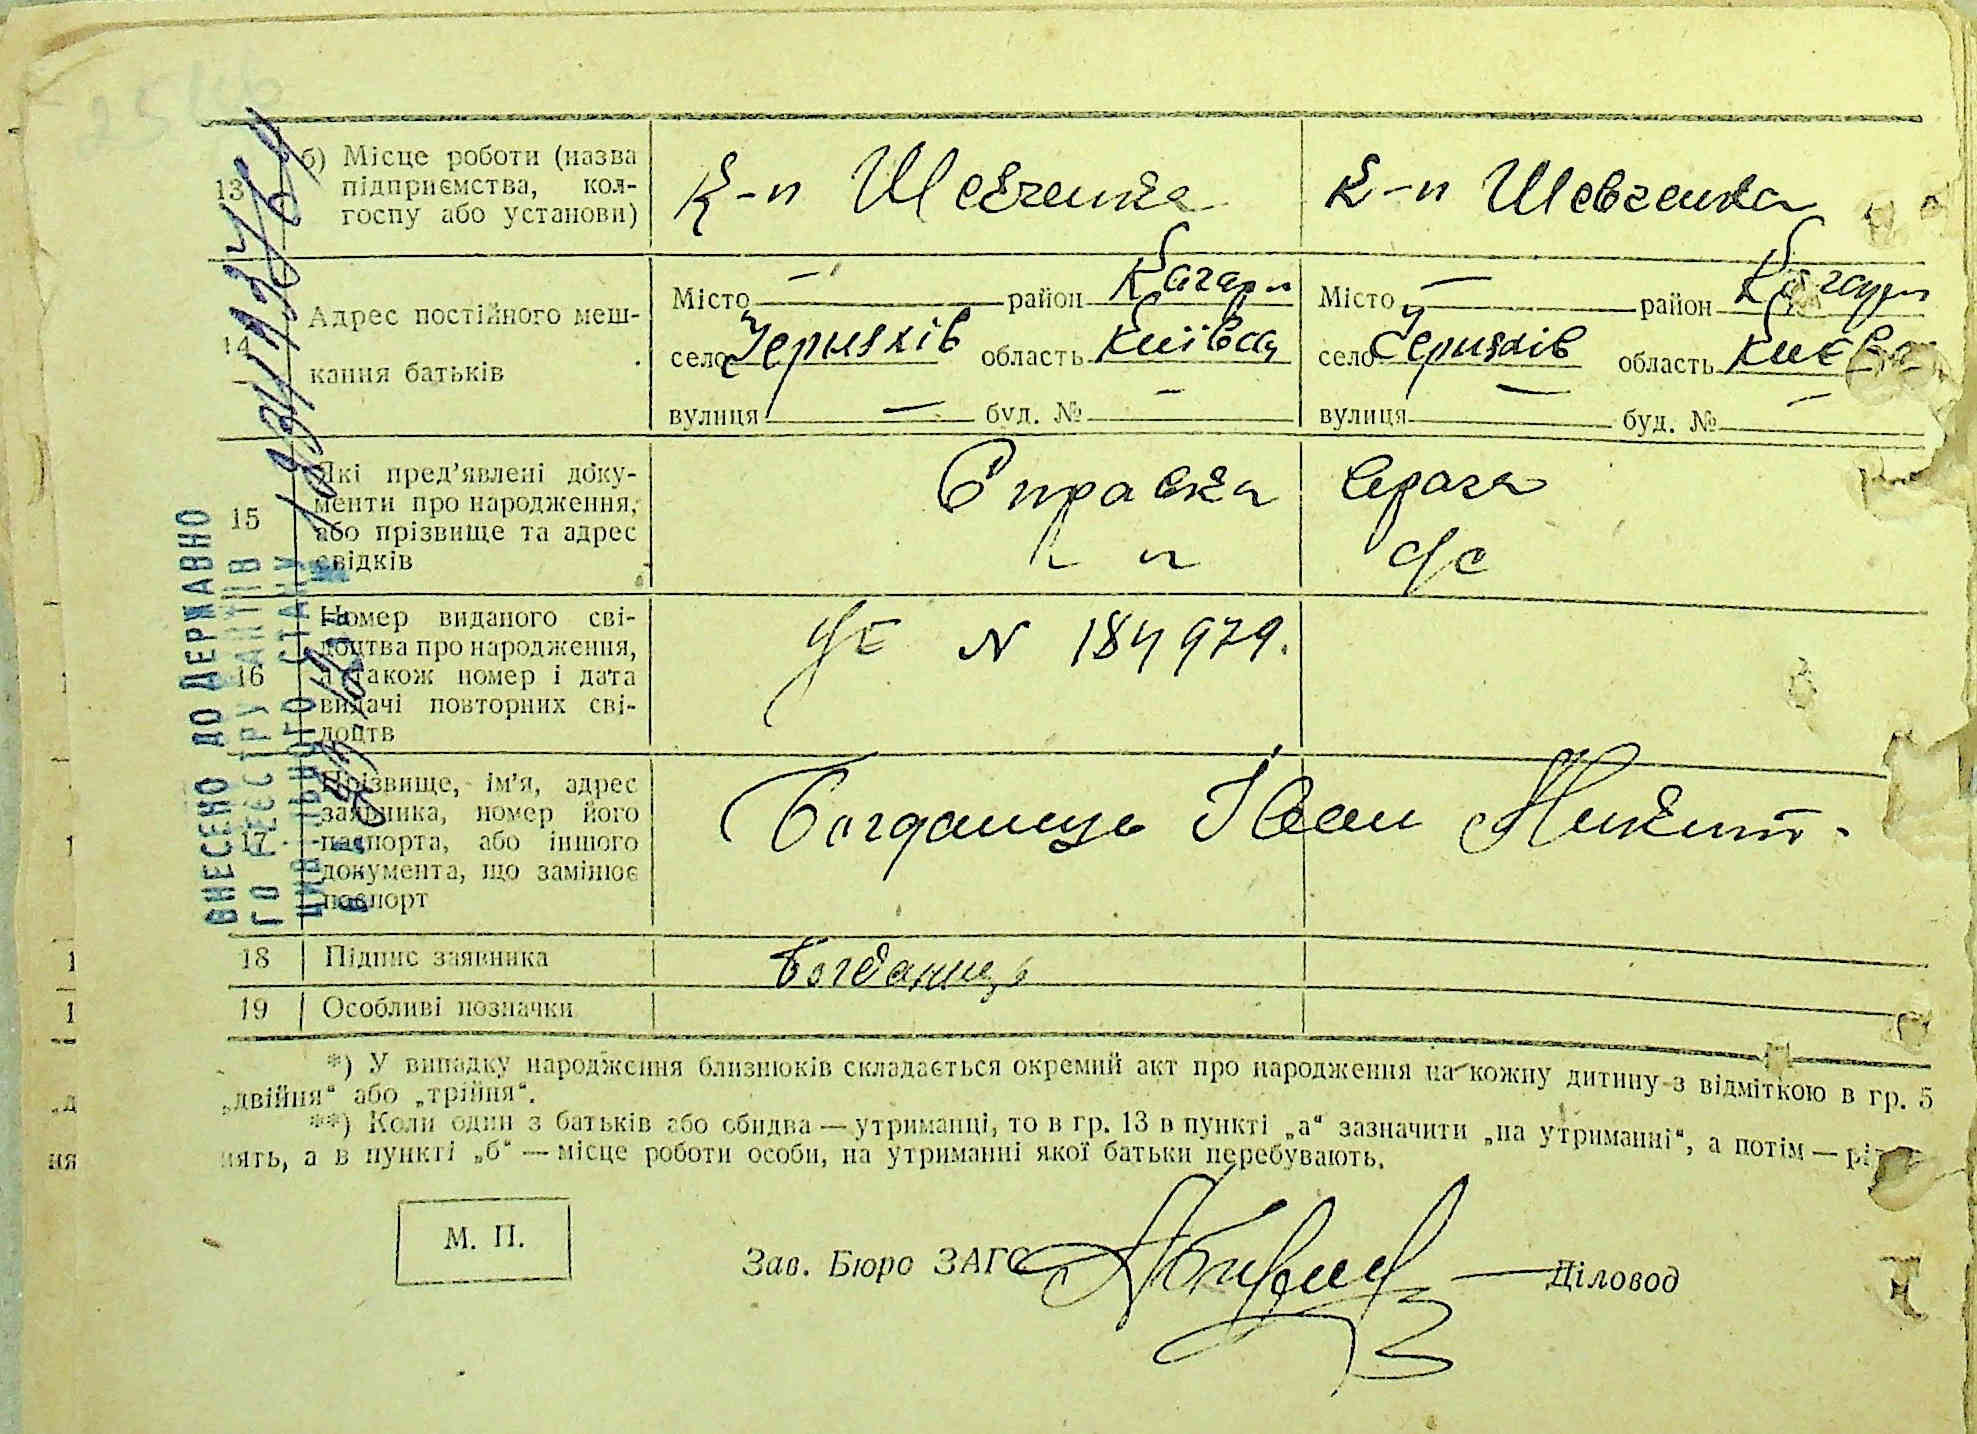 13
б) Місце роботи (назва
підприємства, кол-
госпу або установи)
к-п Шевченка
к-п Шевченка
14
Адрес постійного меш-
кання батьків
Місто — район Кагарл
село Черняхів область Київса
вулиця — буд. № —
Місто — район Кагарл
село Черняхів область Києвс
вулиця — буд. № —
15
Які пред’явлені доку-
менти про народження,
або прізвище та адрес
свідків
Справка врача
с/с
16
Номер виданого сві-
доцтва про народження,
а також номер і дата
видачі повторних сві-
доцтв
УЕ N 184979.
17
Прізвище, ім’я, адрес
заявника, номер його
паспорта, або іншого
документа, що замінює
паспорт
Богданець Іван Микит.
18
Підпис заявника
Богданець
19
Особливі позначки
*) У випадку народження близнюків складається окремий акт про народження на кожну дитину з відміткою в гр. 5
„двійня“ або „трійня“.
**) Коли один з батьків або обидва — утриманці, то в гр. 13 в пункті „а“ зазначити „на утриманні“, а потім —
нять, а в пункті „б“ — місце роботи особи, на утриманні якої батьки перебувають.
М. П.
Зав. Бюро ЗАГС
Діловод
ВНЕСЕНО ДО ДЕРЖАВНО
ГО РЕЄСТРУ АКТІВ
ЦИВІЛЬНОГО СТАНУ